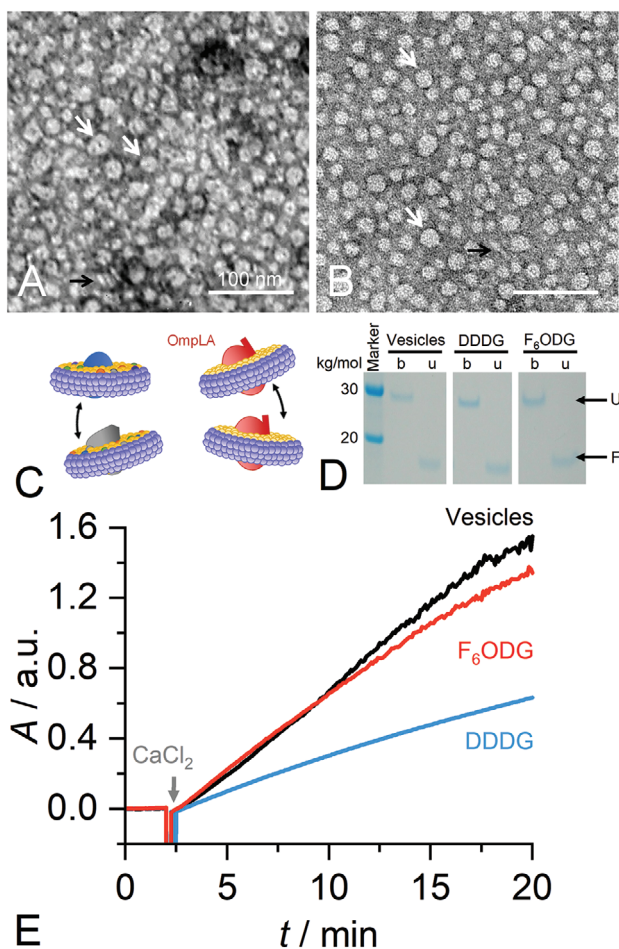 A
100 nm
B
C
OmpLA
D
Vesicles DDDG F₆ODG
kg/mol Marker b u b u b u
30
20
U
F
E
Vesicles
F₆ODG
DDDG
CaCl₂
A / a.u.
1.6
1.2
0.8
0.4
0.0
0 5 10 15 20
t / min